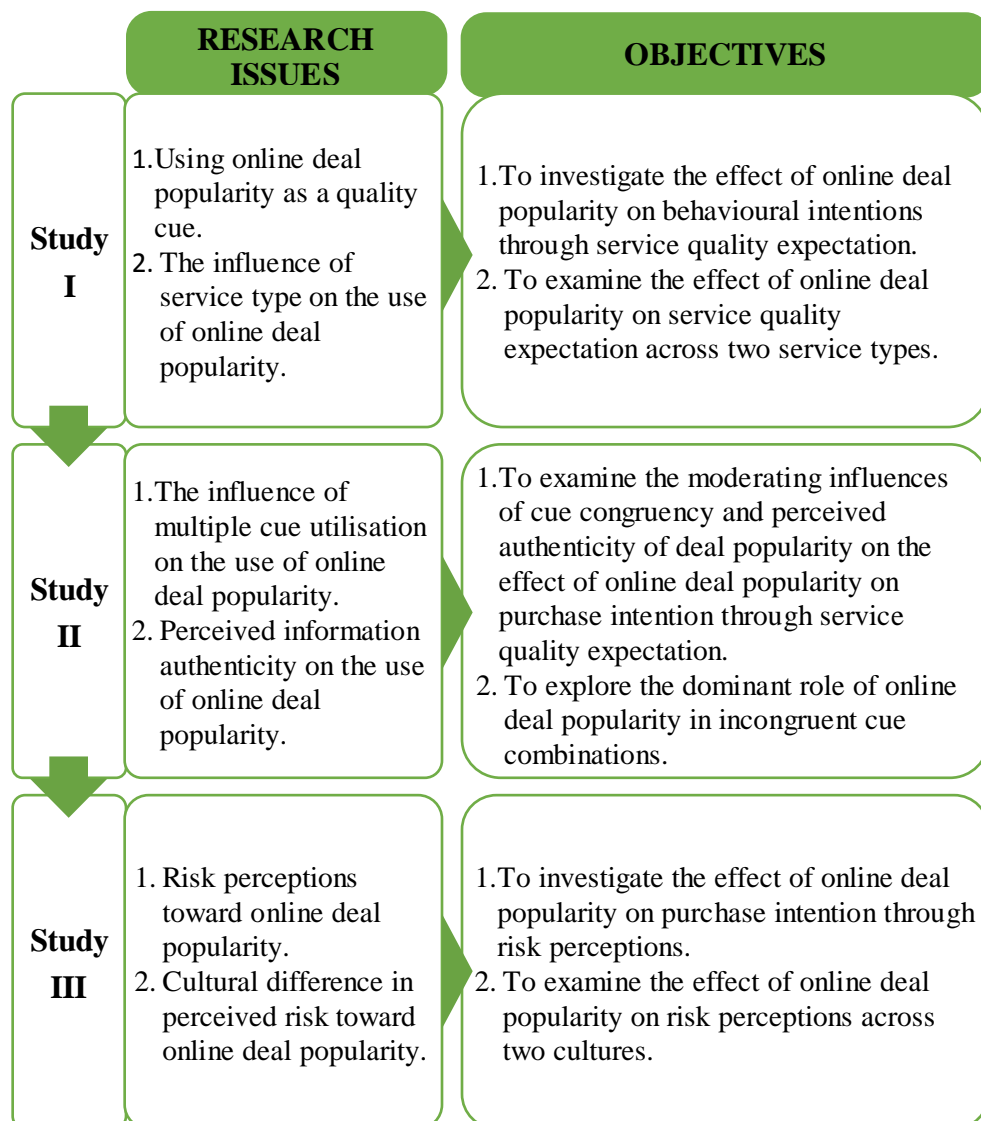 RESEARCH
ISSUES
OBJECTIVES
Study
I
1.Using online deal
popularity as a quality
cue.
2. The influence of
service type on the use
of online deal
popularity.
1.To investigate the effect of online deal
popularity on behavioural intentions
through service quality expectation.
2. To examine the effect of online deal
popularity on service quality
expectation across two service types.
Study
II
1.The influence of
multiple cue utilisation
on the use of online
deal popularity.
2. Perceived information
authenticity on the use
of online deal
popularity.
1.To examine the moderating influences
of cue congruency and perceived
authenticity of deal popularity on the
effect of online deal popularity on
purchase intention through service
quality expectation.
2. To explore the dominant role of online
deal popularity in incongruent cue
combinations.
Study
III
1. Risk perceptions
toward online deal
popularity.
2. Cultural difference in
perceived risk toward
online deal popularity.
1.To investigate the effect of online deal
popularity on purchase intention through
risk perceptions.
2. To examine the effect of online deal
popularity on risk perceptions across
two cultures.